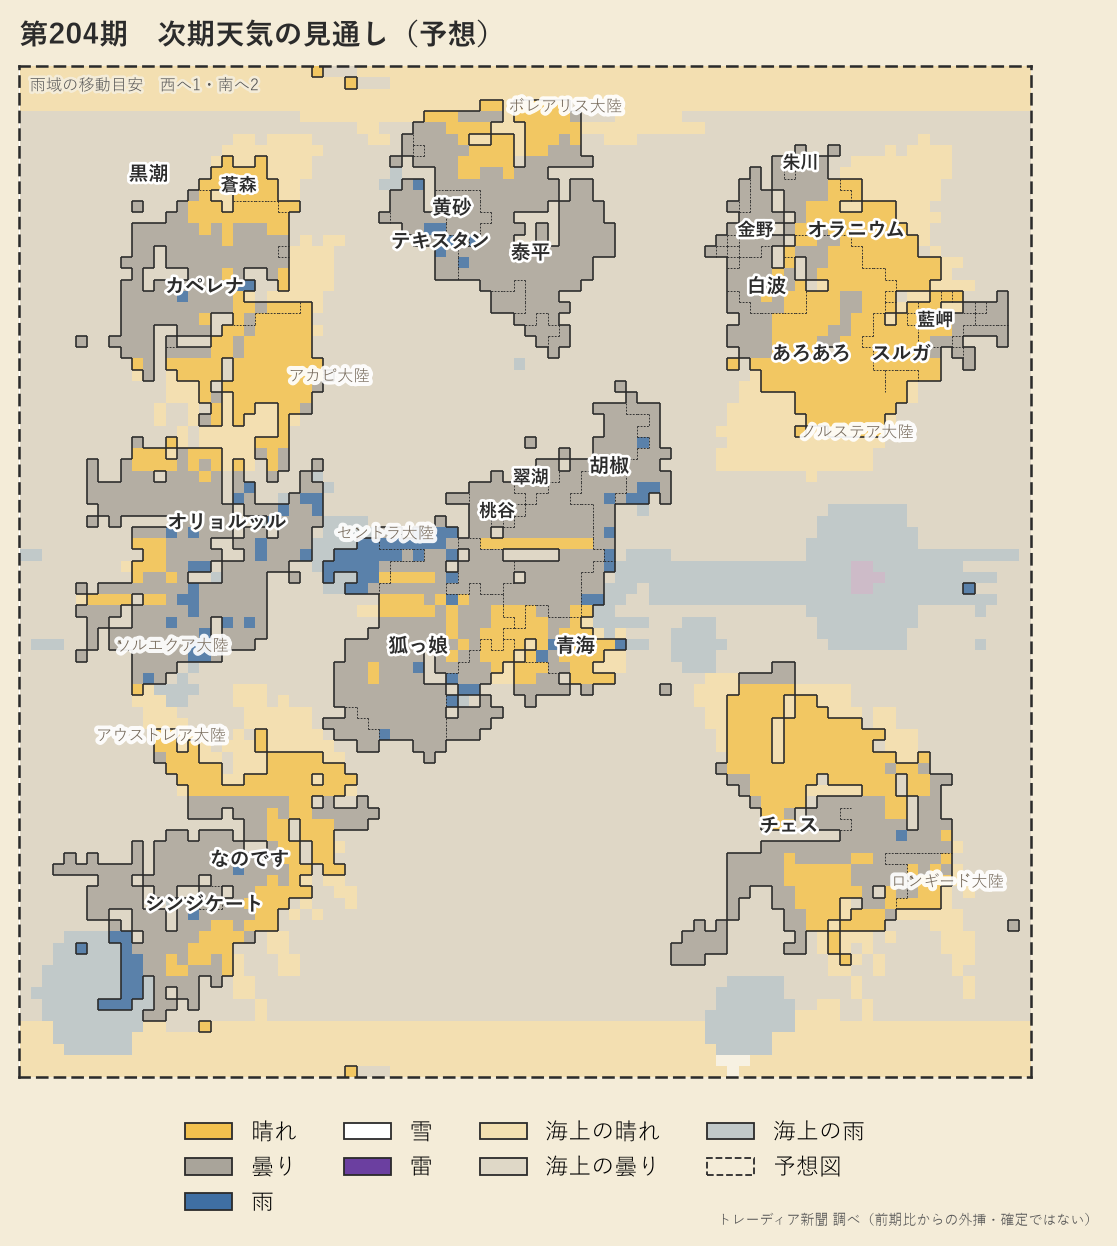 第204期　次期天気の見通し（予想）
雨域の移動目安　西へ1・南へ2
ボレアリス大陸
朱川
黒潮
蒼森
黄砂
金野
オラニウム
テキスタン
泰平
カペレナ
白波
藍岬
あろあろ
スルガ
アカピ大陸
ノルステア大陸
胡椒
翠湖
桃谷
オリョルッル
セントラ大陸
ソルエクア大陸
狐っ娘
青海
アウストレア大陸
チェス
なのです
ロンギード大陸
シンジケート
晴れ
雪
海上の晴れ
海上の雨
曇り
雷
海上の曇り
予想図
雨
トレーディア新聞 調べ（前期比からの外挿・確定ではない）